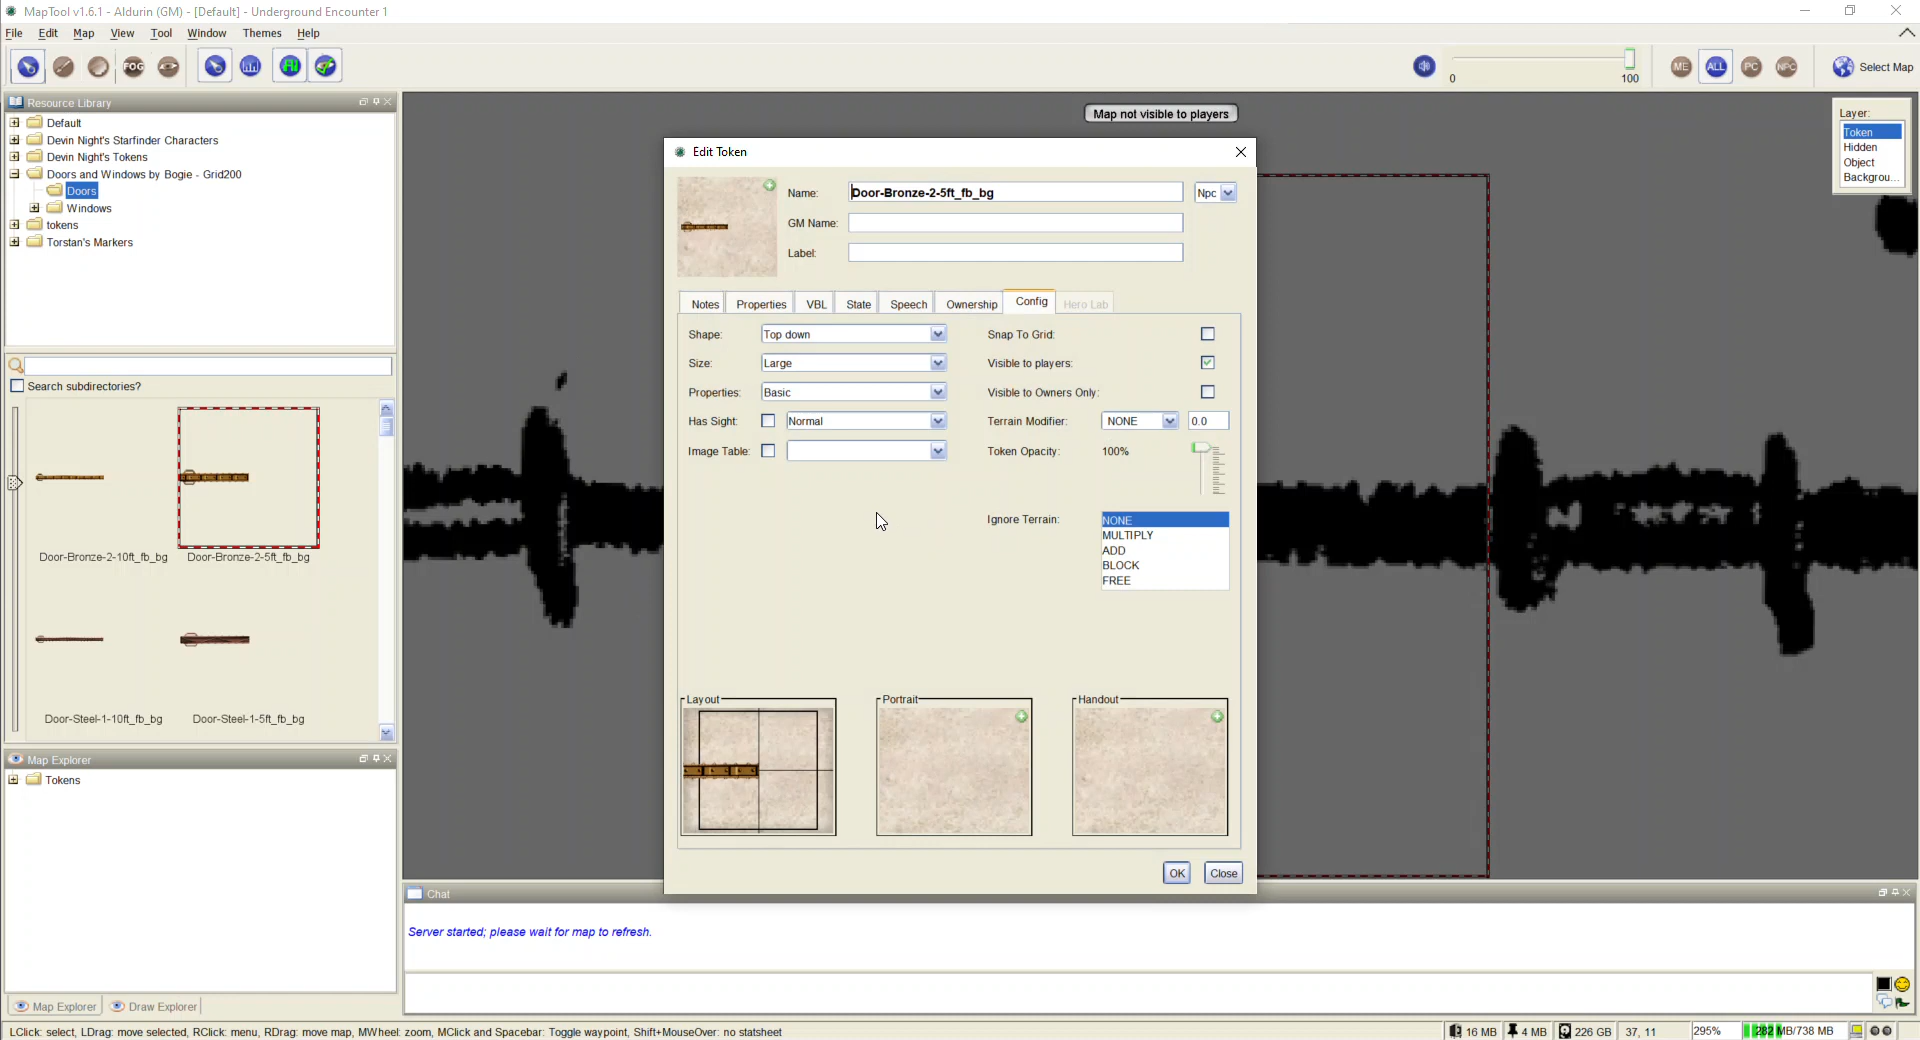 MapTool v1.6.1 - Aldurin (GM) - [Default] - Underground Encounter 1
File Edit Map View Tool Window Themes Help
FOG
0 100
ME ALL PC NPC Select Map
Resource Library
Default
Devin Night's Starfinder Characters
Devin Night's Tokens
Doors and Windows by Bogie - Grid200
Doors
Windows
tokens
Torstan's Markers
Search subdirectories?
Door-Bronze-2-10ft_fb_bg Door-Bronze-2-5ft_fb_bg
Door-Steel-1-10ft_fb_bg Door-Steel-1-5ft_fb_bg
Map Explorer
Tokens
Map Explorer Draw Explorer
Map not visible to players
Layer:
Token
Hidden
Object
Backgrou...
Edit Token
Name: Door-Bronze-2-5ft_fb_bg Npc
GM Name:
Label:
Notes Properties VBL State Speech Ownership Config Hero Lab
Shape: Top down Snap To Grid:
Size: Large Visible to players:
Properties: Basic Visible to Owners Only:
Has Sight: Normal Terrain Modifier: NONE 0.0
Image Table: Token Opacity: 100%
Ignore Terrain: NONE
MULTIPLY
ADD
BLOCK
FREE
Layout Portrait Handout
OK Close
Chat
Server started; please wait for map to refresh.
LClick: select, LDrag: move selected, RClick: menu, RDrag: move map, MWheel: zoom, MClick and Spacebar: Toggle waypoint, Shift+MouseOver: no statsheet
16 MB 4 MB 226 GB 37, 11 295% 282 MB/738 MB